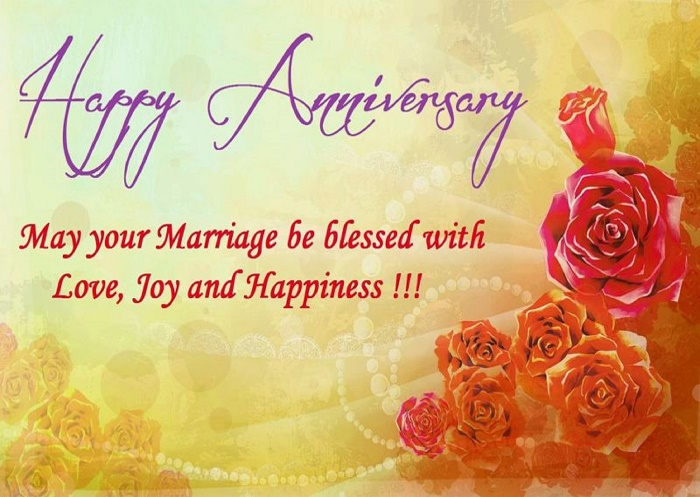 Happy Anniversary
May your Marriage be blessed with
Love, Joy and Happiness !!!